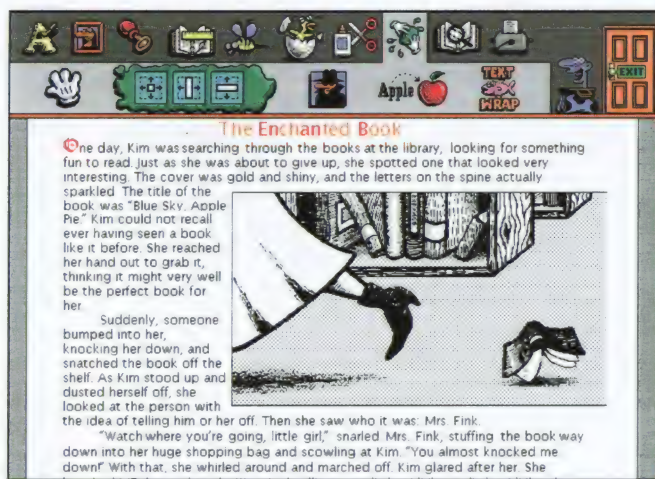 EXIT
Apple
TEXT
WRAP
The Enchanted Book
One day, Kim was searching through the books at the library, looking for something
fun to read. Just as she was about to give up, she spotted one that looked very
interesting. The cover was gold and shiny, and the letters on the spine actually
sparkled. The title of the
book was "Blue Sky, Apple
Pie." Kim could not recall
ever having seen a book
like it before. She reached
her hand out to grab it,
thinking it might very well
be the perfect book for
her.
Suddenly, someone
bumped into her,
knocking her down, and
snatched the book off the
shelf. As Kim stood up and
dusted herself off, she
looked at the person with
the idea of telling him or her off. Then she saw who it was: Mrs. Fink.
"Watch where you're going, little girl," snarled Mrs. Fink, stuffing the book way
down into her huge shopping bag and scowling at Kim. "You almost knocked me
down!" With that, she whirled around and marched off. Kim glared after her. She